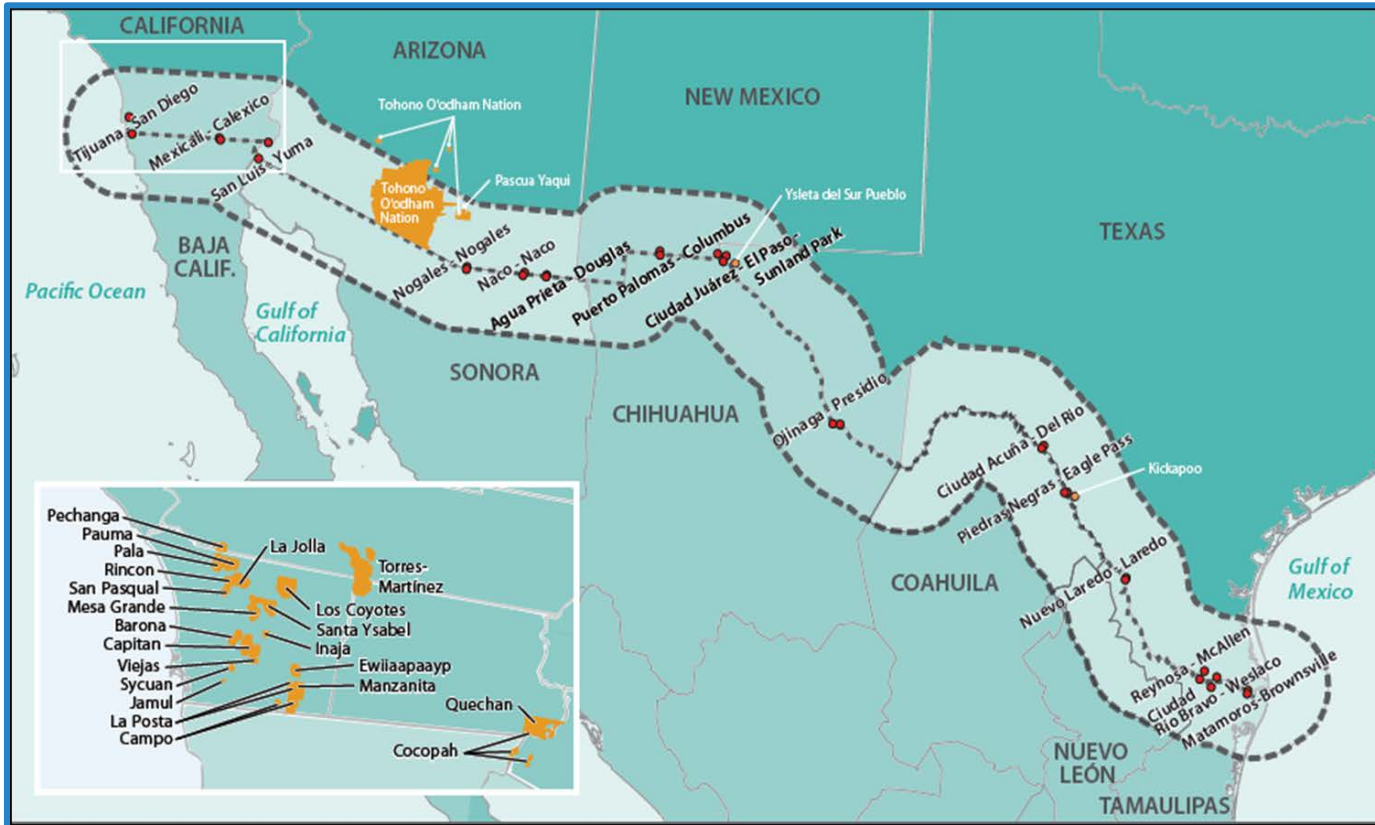 CALIFORNIA
ARIZONA
NEW MEXICO
TEXAS
Tohono O'odham Nation
Tijuana - San Diego
Mexicali - Calexico
San Luis - Yuma
Tohono
O'odham
Nation
Pascua Yaqui
Ysleta del Sur Pueblo
Nogales - Nogales
Naco - Naco
Agua Prieta - Douglas
Puerto Palomas - Columbus
Ciudad Juárez - El Paso-
Sunland Park
BAJA
CALIF.
Pacific Ocean
Gulf of
California
SONORA
CHIHUAHUA
Ojinaga - Presidio
Ciudad Acuña - Del Rio
Piedras Negras - Eagle Pass
Kickapoo
COAHUILA
Nuevo Laredo - Laredo
Gulf of
Mexico
Reynosa - McAllen
Ciudad
Río Bravo - Weslaco
Matamoros-Brownsville
NUEVO
LEÓN
TAMAULIPAS
Pechanga
Pauma
Pala
Rincon
San Pasqual
Mesa Grande
Barona
Capitan
Viejas
Sycuan
Jamul
La Posta
Campo
La Jolla
Torres-
Martínez
Los Coyotes
Santa Ysabel
Inaja
Ewiiaapaayp
Manzanita
Quechan
Cocopah